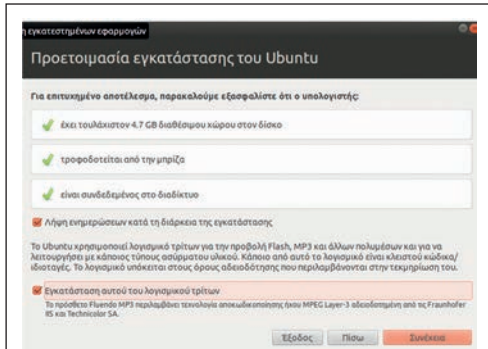 η εγκατεστημένων εφαρμογών
Προετοιμασία εγκατάστασης του Ubuntu
Για επιτυχημένο αποτέλεσμα, παρακαλούμε εξασφαλίστε ότι ο υπολογιστής:
έχει τουλάχιστον 4.7 GB διαθέσιμου χώρου στον δίσκο
τροφοδοτείται από την μπρίζα
είναι συνδεδεμένος στο διαδίκτυο
Λήψη ενημερώσεων κατά τη διάρκεια της εγκατάστασης
Το Ubuntu χρησιμοποιεί λογισμικό τρίτων για την προβολή Flash, MP3 και άλλων πολυμέσων και για να
λειτουργήσει με κάποιος τύπους ασύρματου υλικού. Κάποιο από αυτό το λογισμικό είναι κλειστού κώδικα/
ιδιοταγές. Το λογισμικό υπόκειται στους όρους αδειοδότησης που περιλαμβάνονται στην τεκμηρίωση του.
Εγκατάσταση αυτού του λογισμικού τρίτων
Το πρόσθετο Fluendo MP3 περιλαμβάνει τεχνολογία αποκωδικοποίησης ήχου MPEG Layer-3 αδειοδοτημένη από τις Fraunhofer
IIS και Technicolor SA.
Έξοδος Πίσω Συνέχεια